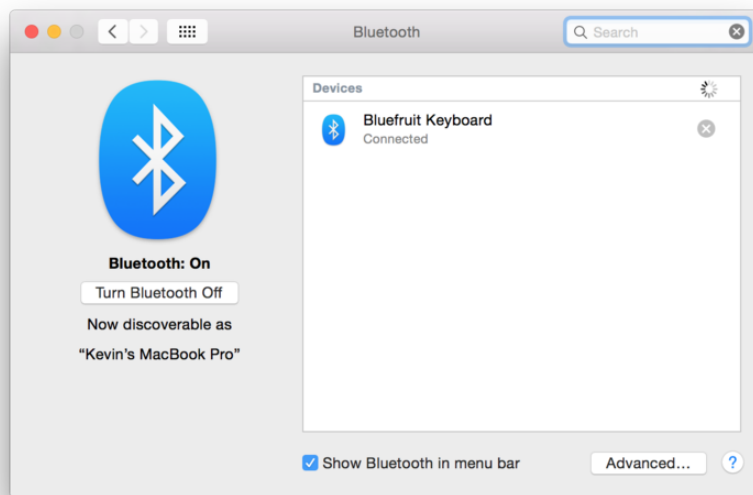 Bluetooth
Search
Devices
Bluefruit Keyboard
Connected
Bluetooth: On
Turn Bluetooth Off
Now discoverable as
“Kevin’s MacBook Pro”
Show Bluetooth in menu bar
Advanced...
?